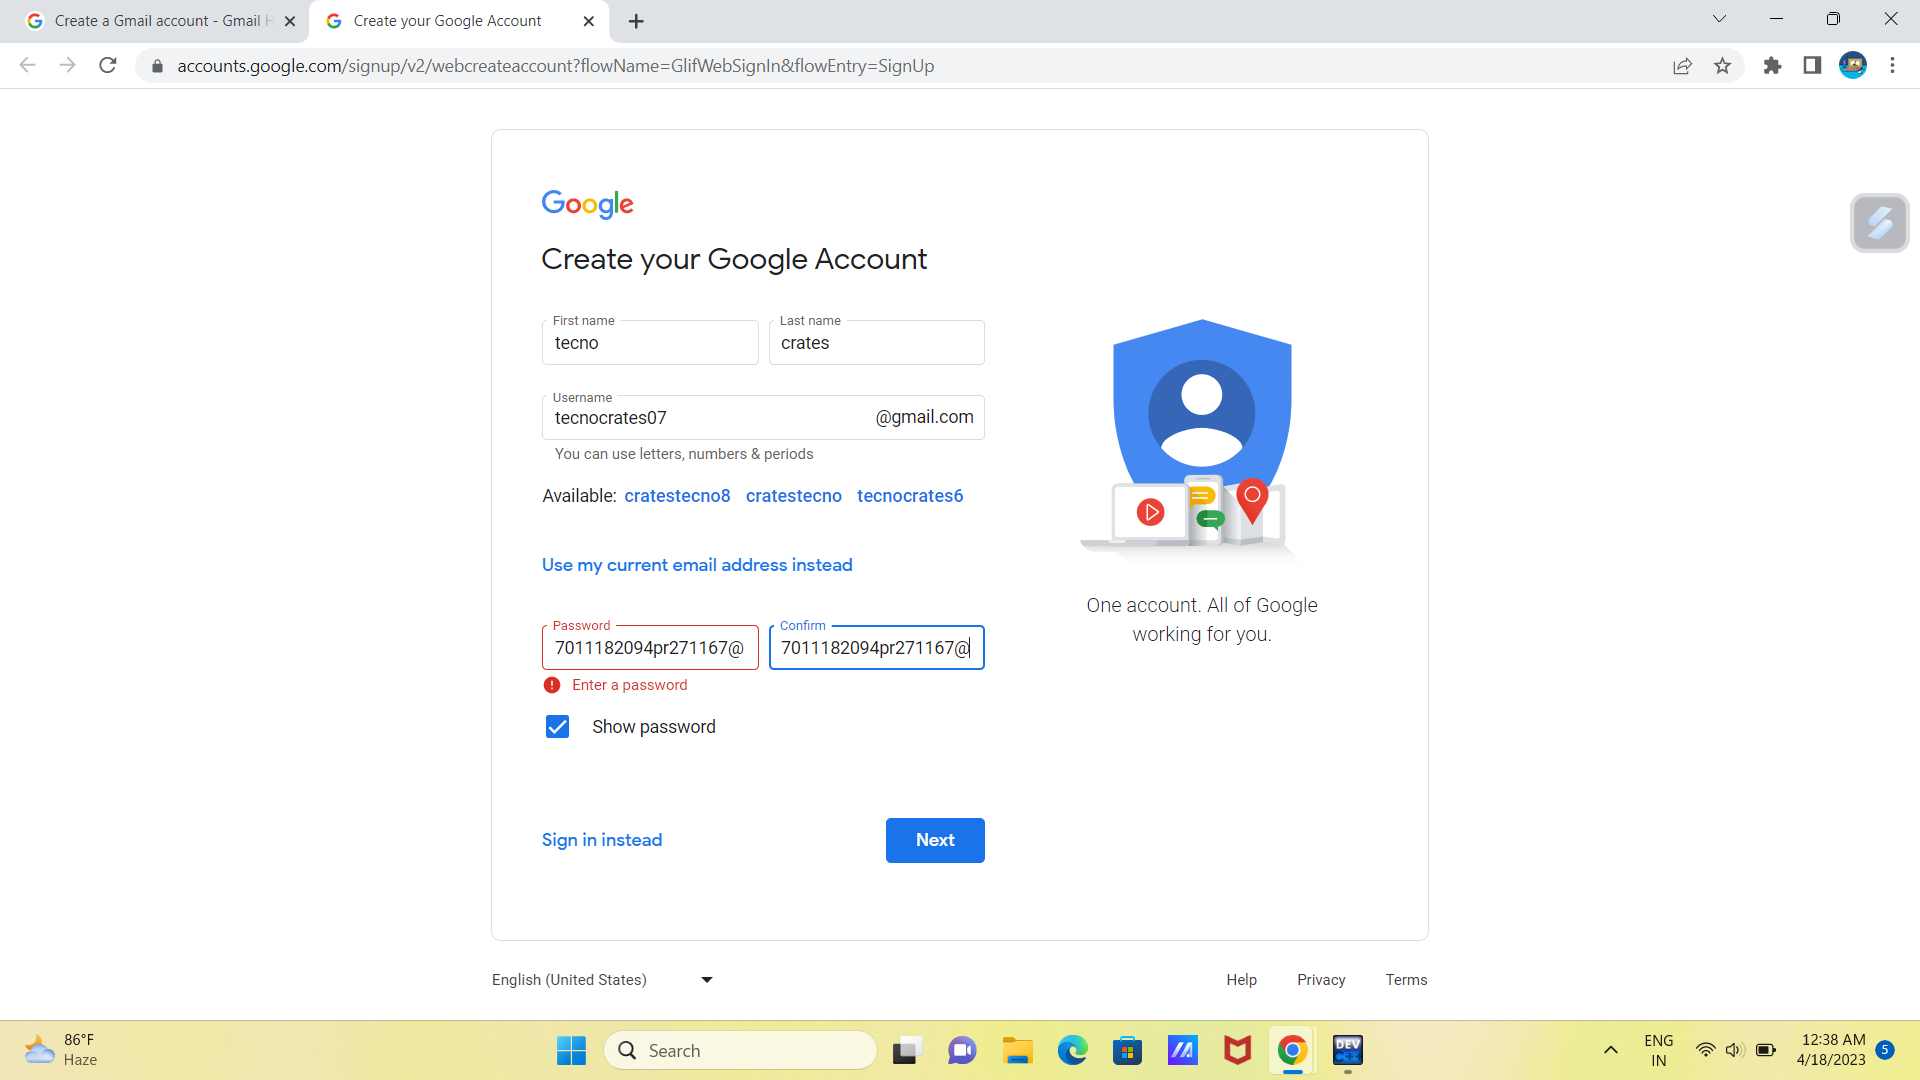 Create a Gmail account - Gmail H
Create your Google Account
accounts.google.com/signup/v2/webcreateaccount?flowName=GlifWebSignIn&flowEntry=SignUp
Google
Create your Google Account
First name
tecno
Last name
crates
Username
tecnocrates07
@gmail.com
You can use letters, numbers & periods
Available: cratestecno8 cratestecno tecnocrates6
Use my current email address instead
Password
7011182094pr271167@
Confirm
7011182094pr271167@
Enter a password
Show password
Sign in instead
Next
One account. All of Google
working for you.
English (United States)
Help
Privacy
Terms
86°F
Haze
Search
DEV
C++
ENG
IN
12:38 AM
4/18/2023
5